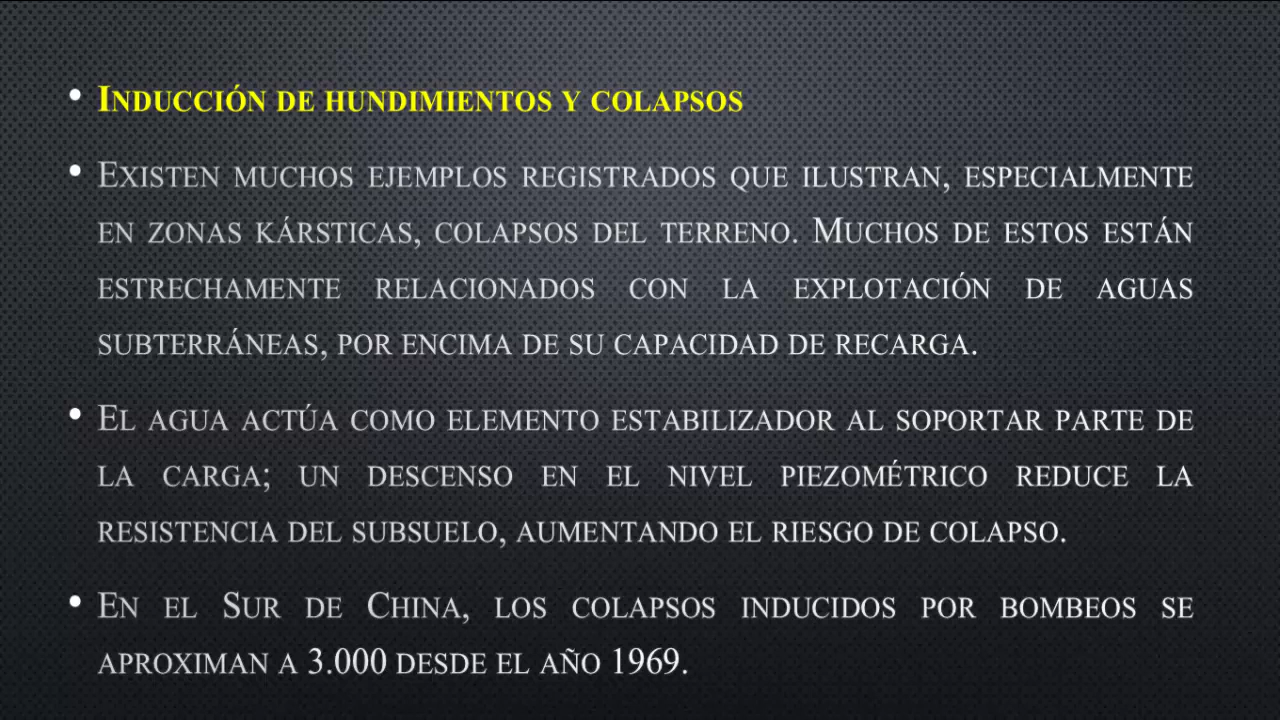 • Inducción de hundimientos y colapsos
• Existen muchos ejemplos registrados que ilustran, especialmente
en zonas kársticas, colapsos del terreno. Muchos de estos están
estrechamente relacionados con la explotación de aguas
subterráneas, por encima de su capacidad de recarga.
• El agua actúa como elemento estabilizador al soportar parte de
la carga; un descenso en el nivel piezométrico reduce la
resistencia del subsuelo, aumentando el riesgo de colapso.
• En el Sur de China, los colapsos inducidos por bombeos se
aproximan a 3.000 desde el año 1969.